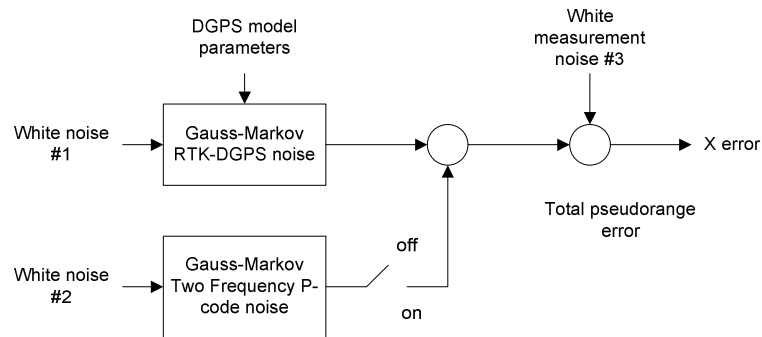 DGPS model
parameters
White
measurement
noise #3
White noise
#1
Gauss-Markov
RTK-DGPS noise
X error
Total pseudorange
error
off
White noise
#2
Gauss-Markov
Two Frequency P-
code noise
on